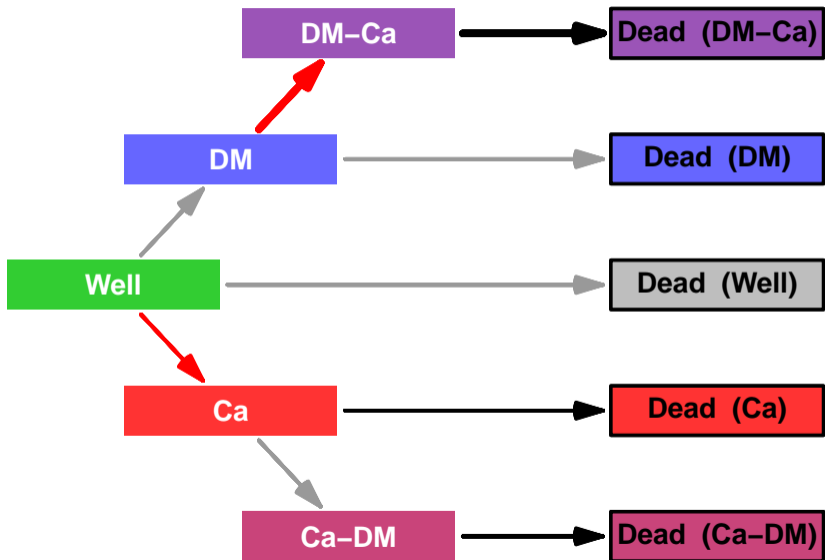 DM–Ca
Dead (DM–Ca)
DM
Dead (DM)
Well
Dead (Well)
Ca
Dead (Ca)
Ca–DM
Dead (Ca–DM)